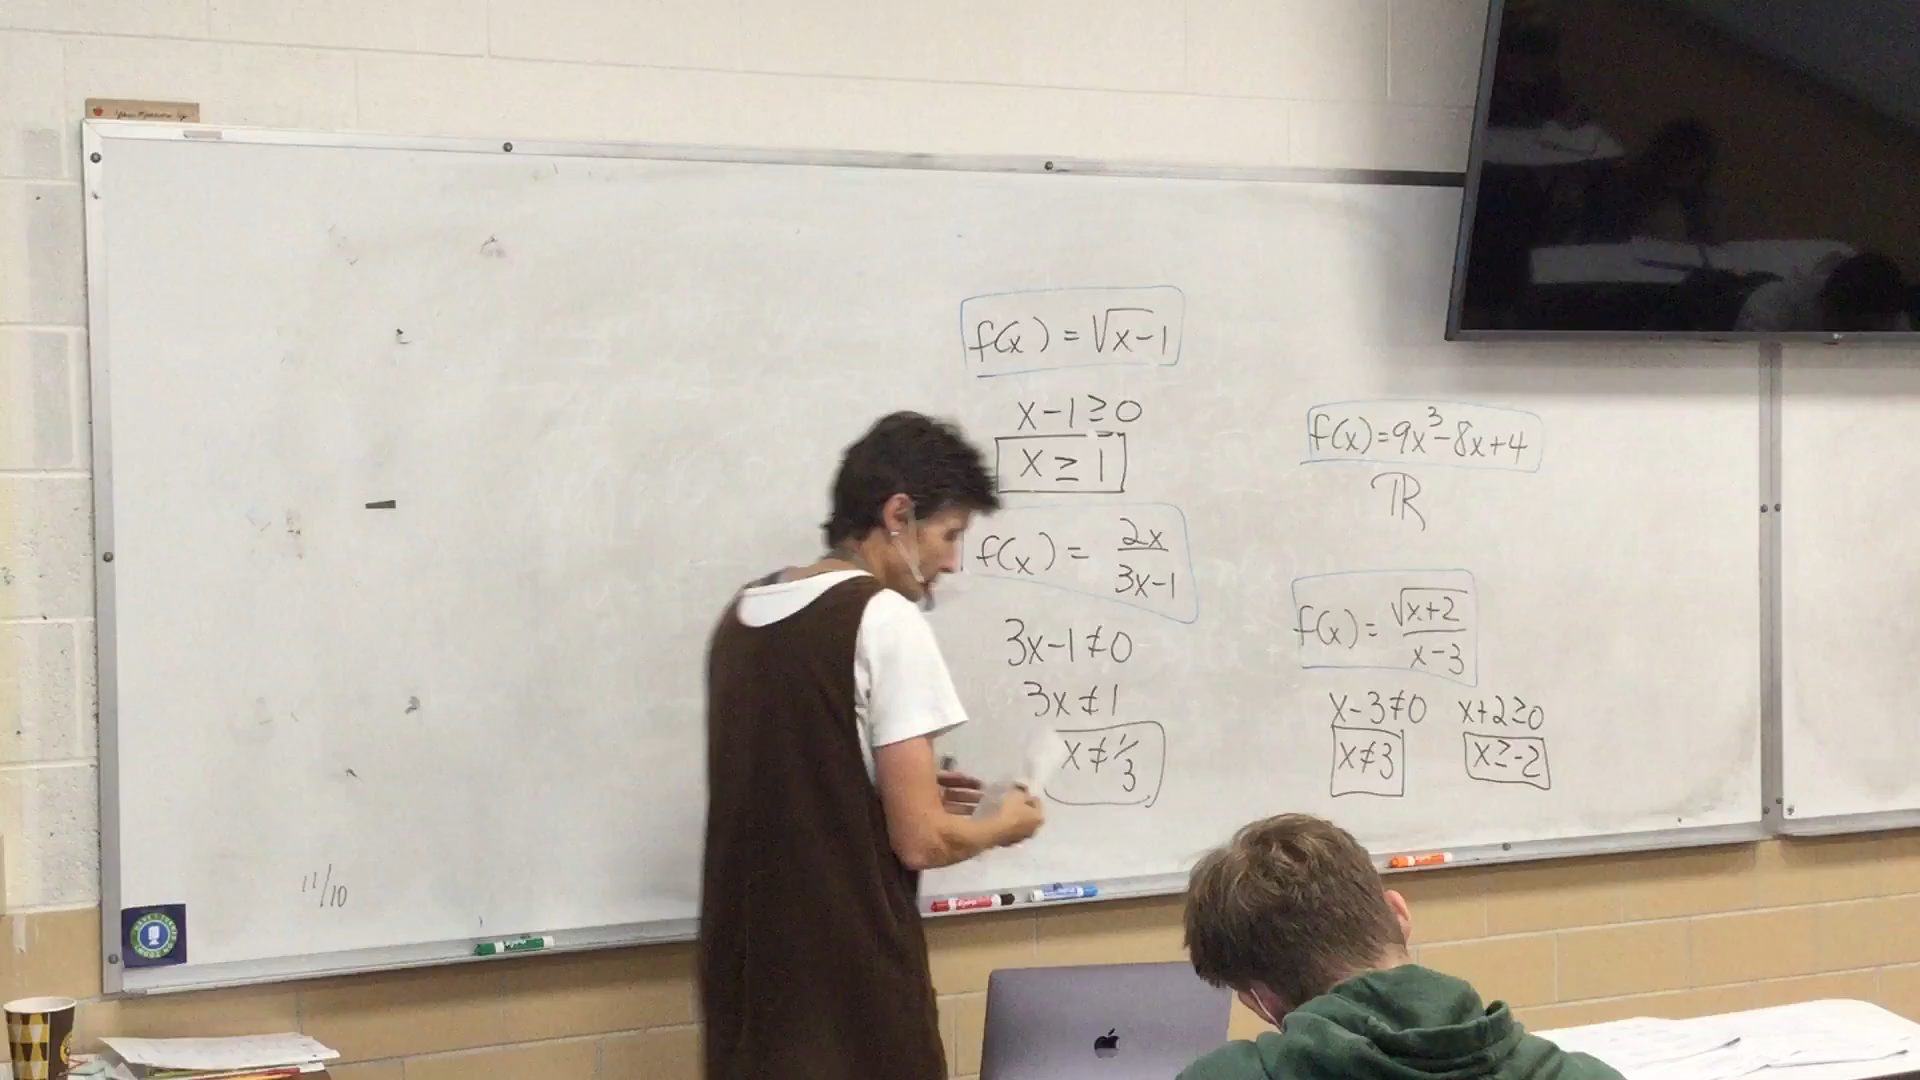 f(x) = √x-1
x-1≥0
x ≥ 1
f(x) = 2x/3x-1
3x-1≠0
3x≠1
x≠1/3
f(x)=9x³-8x+4
ℝ
f(x)= √x+2/x-3
x-3≠0 x+2≥0
x≠3 x≥-2
11/10